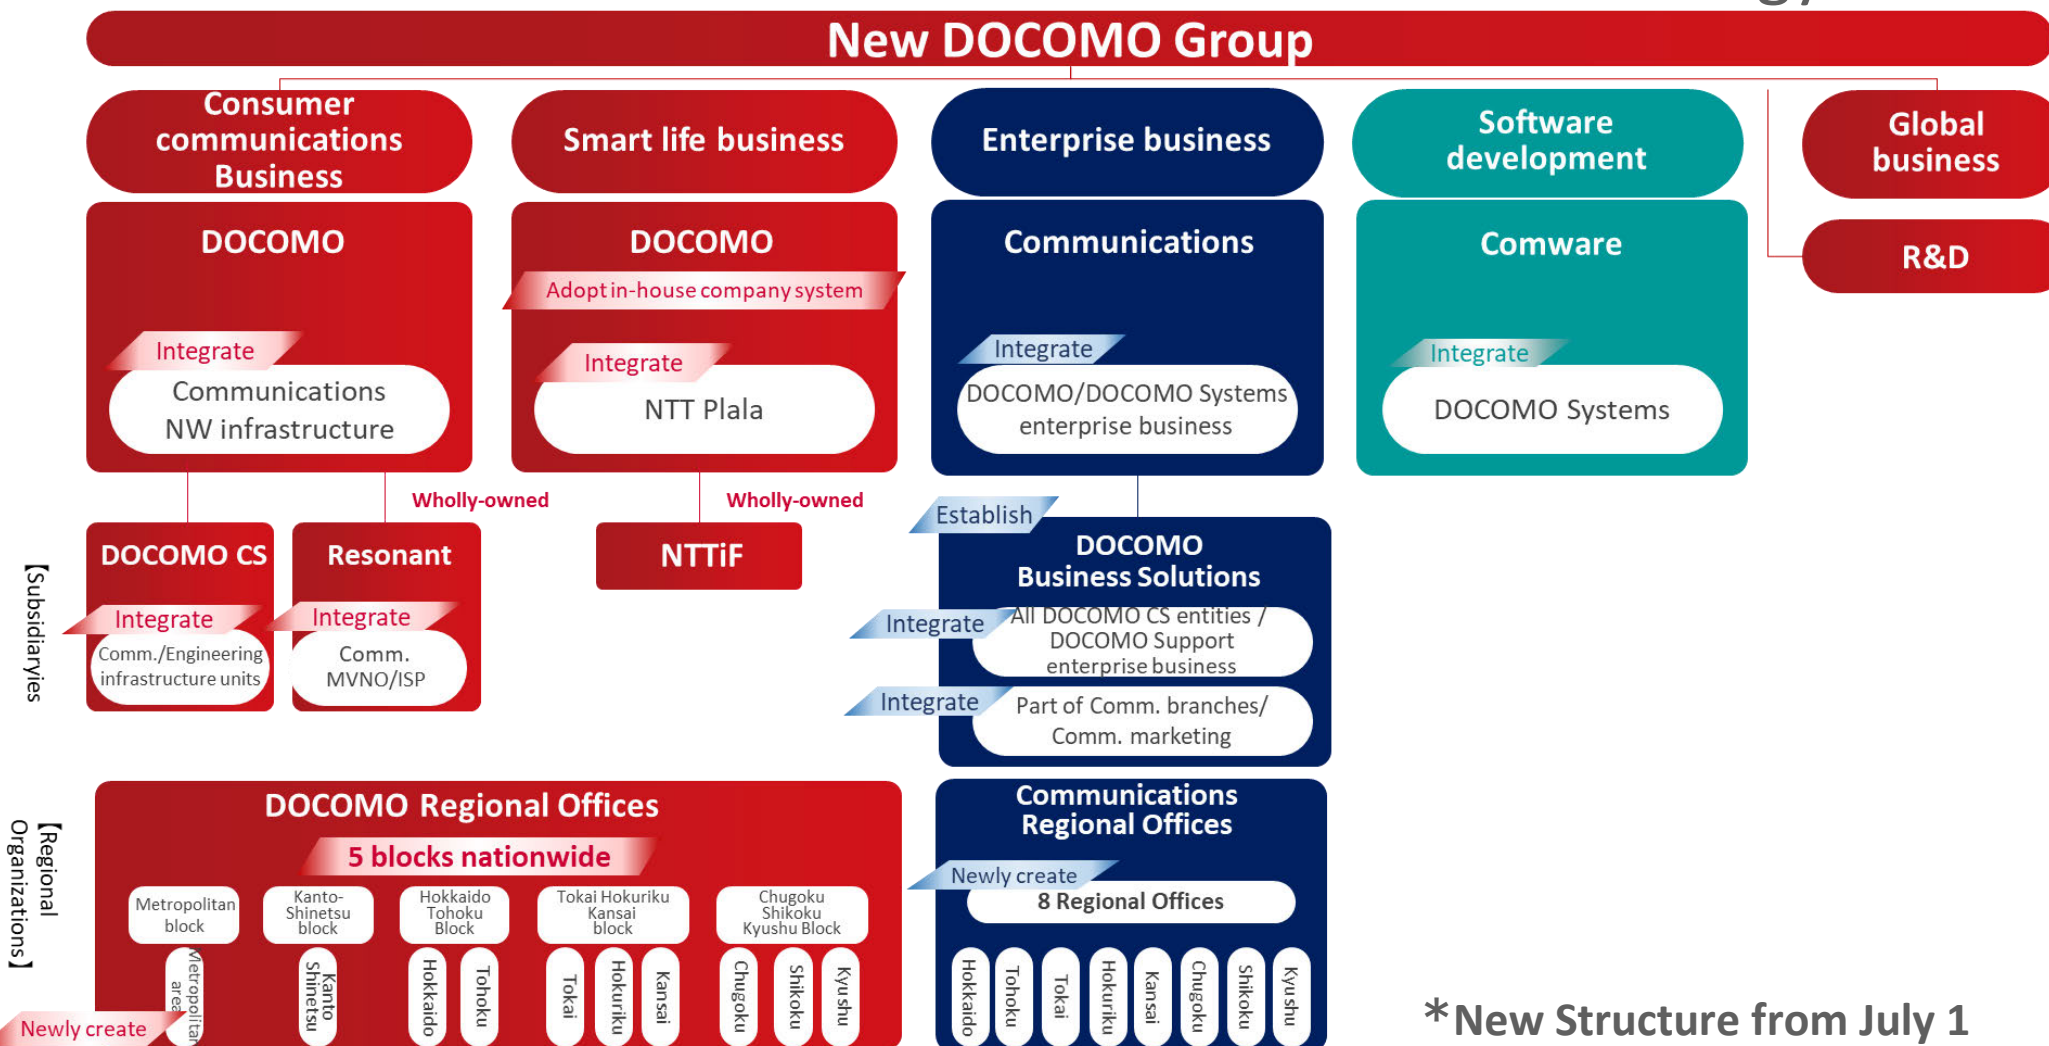 New DOCOMO Group
Consumer
communications
Business
Smart life business
Enterprise business
Software
development
Global
business
R&D
DOCOMO
Integrate
Communications
NW infrastructure
DOCOMO
Adopt in-house company system
Integrate
NTT Plala
Communications
Integrate
DOCOMO/DOCOMO Systems
enterprise business
Comware
Integrate
DOCOMO Systems
Wholly-owned
Wholly-owned
【Subsidiaryies
DOCOMO CS
Integrate
Comm./Engineering
infrastructure units
Resonant
Integrate
Comm.
MVNO/ISP
NTTiF
Establish
DOCOMO
Business Solutions
Integrate
All DOCOMO CS entities /
DOCOMO Support
enterprise business
Integrate
Part of Comm. branches/
Comm. marketing
【Regional
Organizations】
DOCOMO Regional Offices
5 blocks nationwide
Metropolitan
block
Kanto-
Shinetsu
block
Hokkaido
Tohoku
Block
Tokai Hokuriku
Kansai
block
Chugoku
Shikoku
Kyushu Block
Metropolitan
area
Kanto
Shinetsu
Hokkaido
Tohoku
Tokai
Hokuriku
Kansai
Chugoku
Shikoku
Kyushu
Newly create
Communications
Regional Offices
Newly create
8 Regional Offices
Hokkaido
Tohoku
Tokai
Hokuriku
Kansai
Chugoku
Shikoku
Kyushu
*New Structure from July 1